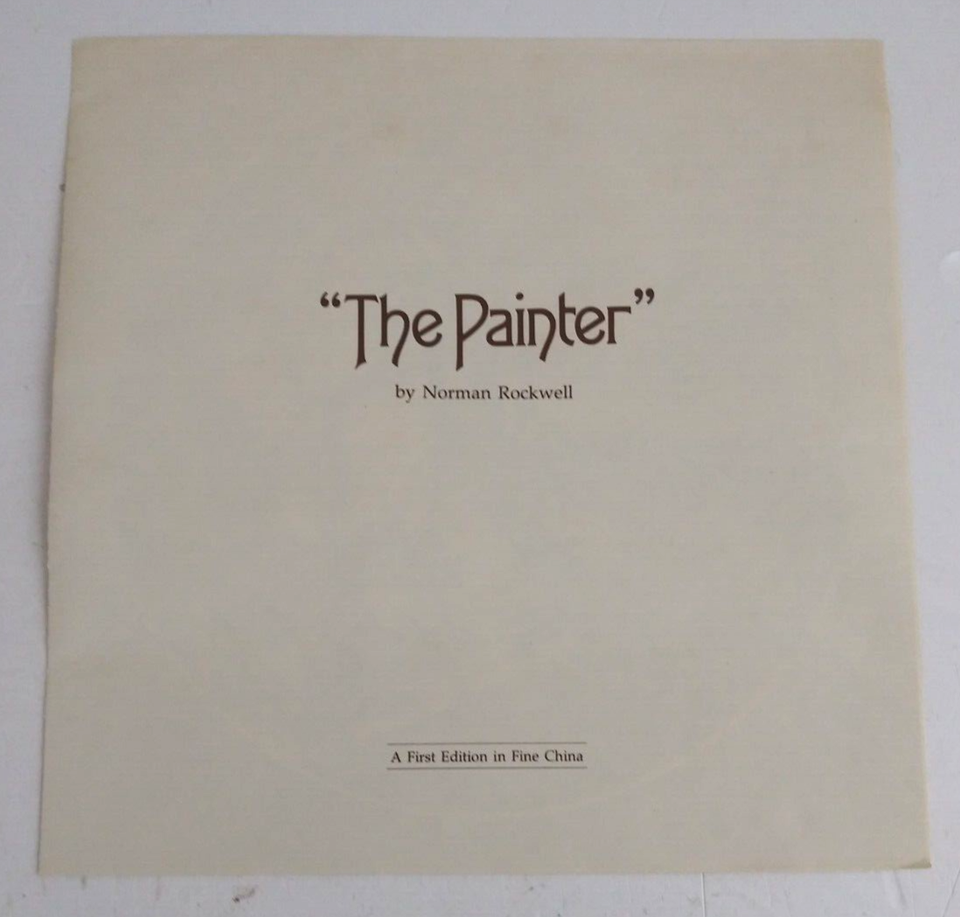 “The Painter”
by Norman Rockwell
A First Edition in Fine China